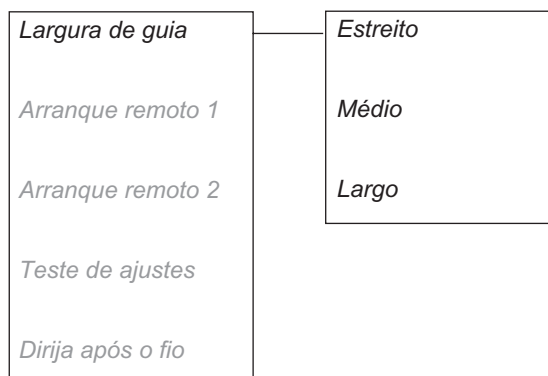 Largura de guia
Arranque remoto 1
Arranque remoto 2
Teste de ajustes
Dirija após o fio
Estreito
Médio
Largo